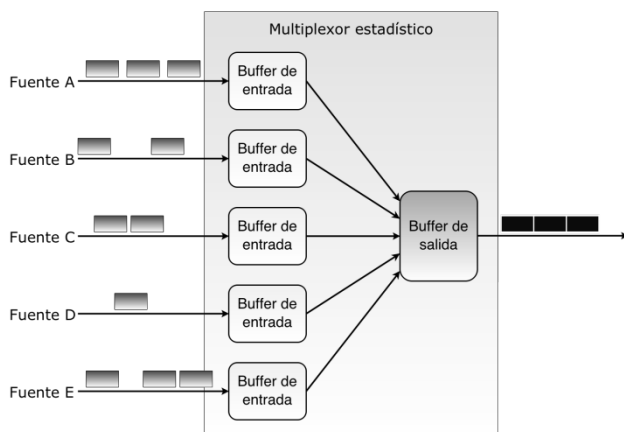 Multiplexor estadístico
Fuente A
Buffer de
entrada
Fuente B
Buffer de
entrada
Fuente C
Buffer de
entrada
Buffer de
salida
Fuente D
Buffer de
entrada
Fuente E
Buffer de
entrada